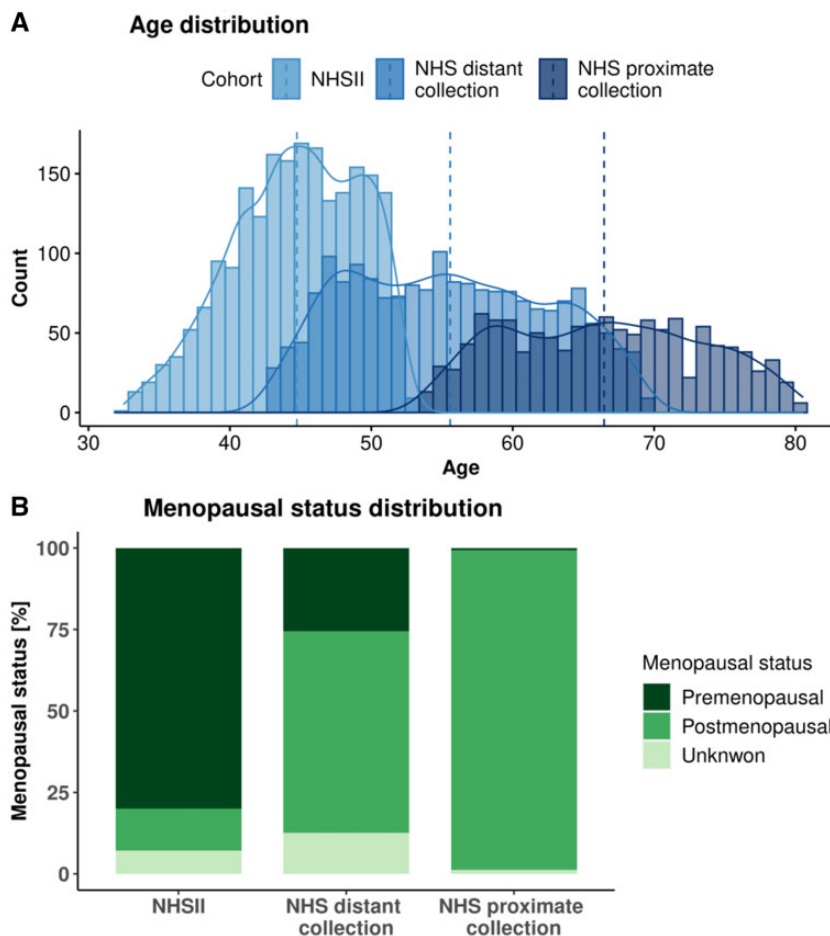 A
Age distribution
Cohort
NHSII
NHS distant
collection
NHS proximate
collection
Count
150
100
50
0
30
40
50
60
70
80
Age
B
Menopausal status distribution
Menopausal status [%]
100
75
50
25
0
NHSII
NHS distant
collection
NHS proximate
collection
Menopausal status
Premenopausal
Postmenopausal
Unknwon